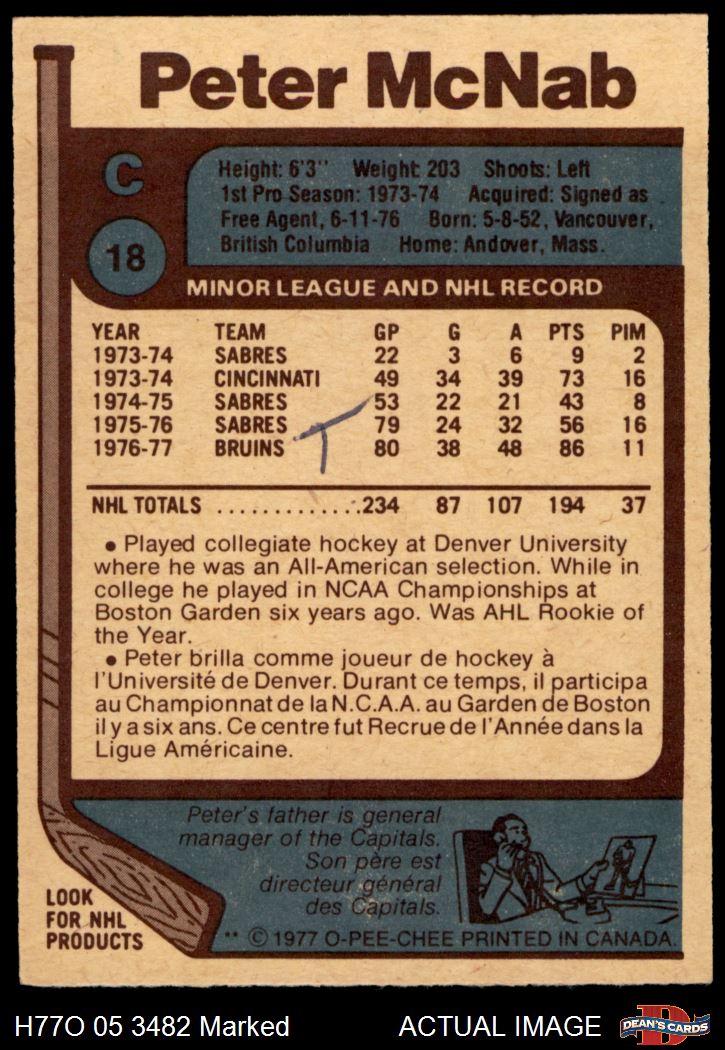 Peter McNab
C
Height: 6'3" Weight: 203 Shoots: Left
1st Pro Season: 1973-74 Acquired: Signed as
Free Agent, 6-11-76 Born: 5-8-52, Vancouver,
British Columbia Home: Andover, Mass.
18
MINOR LEAGUE AND NHL RECORD
YEAR TEAM GP G A PTS PIM
1973-74 SABRES 22 3 6 9 2
1973-74 CINCINNATI 49 34 39 73 16
1974-75 SABRES 53 22 21 43 8
1975-76 SABRES 79 24 32 56 16
1976-77 BRUINS 80 38 48 86 11
T
NHL TOTALS .............. 234 87 107 194 37
• Played collegiate hockey at Denver University
where he was an All-American selection. While in
college he played in NCAA Championships at
Boston Garden six years ago. Was AHL Rookie of
the Year.
• Peter brilla comme joueur de hockey à
l'Université de Denver. Durant ce temps, il participa
au Championnat de la N.C.A.A. au Garden de Boston
il y a six ans. Ce centre fut Recrue de l'Année dans la
Ligue Américaine.
Peter's father is general
manager of the Capitals.
Son père est
directeur général
des Capitals.
LOOK
FOR NHL
PRODUCTS
** © 1977 O-PEE-CHEE PRINTED IN CANADA.
H77O 05 3482 Marked ACTUAL IMAGE
D
DEAN'S CARDS